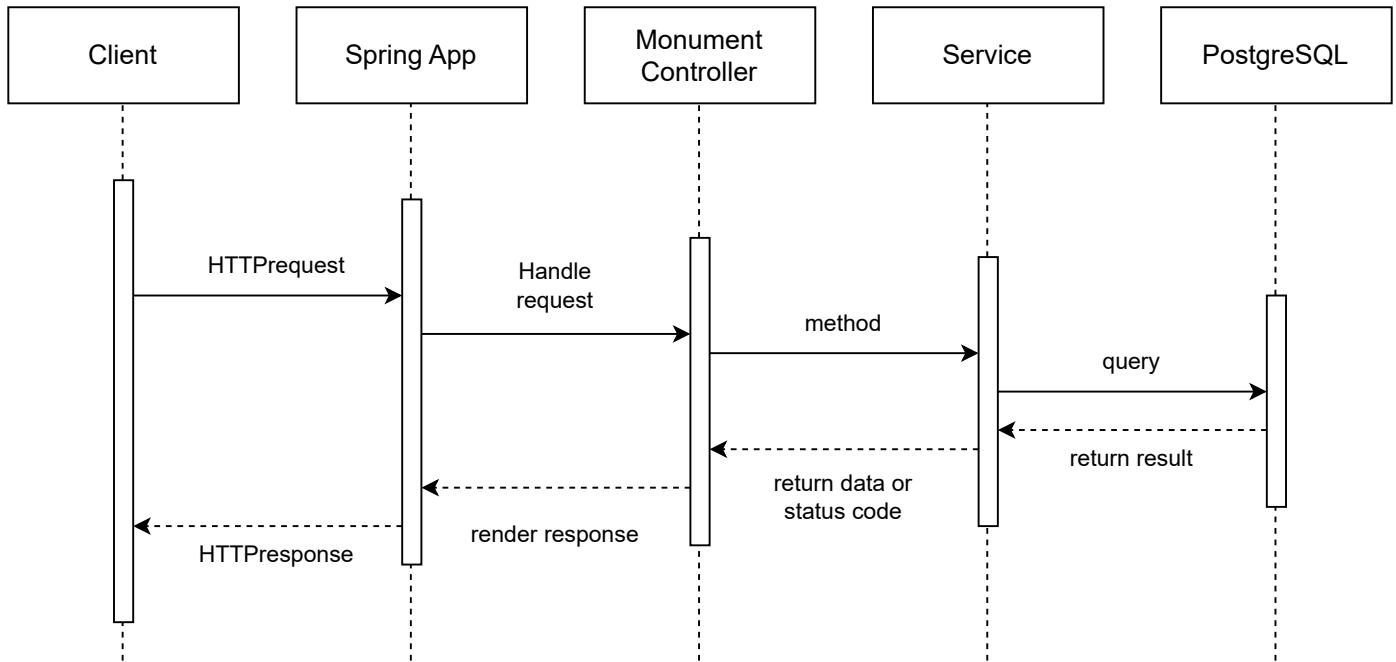 Client
Spring App
Monument
Controller
Service
PostgreSQL
HTTPrequest
Handle
request
method
query
return result
return data or
status code
render response
HTTPresponse